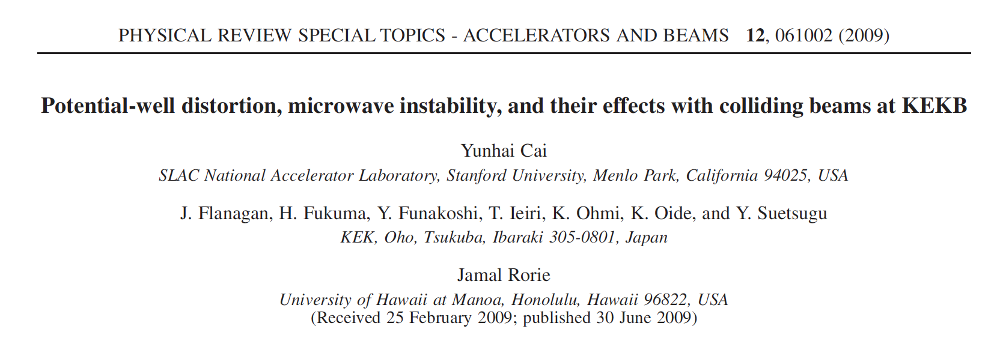 PHYSICAL REVIEW SPECIAL TOPICS - ACCELERATORS AND BEAMS 12, 061002 (2009)
Potential-well distortion, microwave instability, and their effects with colliding beams at KEKB
Yunhai Cai
SLAC National Accelerator Laboratory, Stanford University, Menlo Park, California 94025, USA
J. Flanagan, H. Fukuma, Y. Funakoshi, T. Ieiri, K. Ohmi, K. Oide, and Y. Suetsugu
KEK, Oho, Tsukuba, Ibaraki 305-0801, Japan
Jamal Rorie
University of Hawaii at Manoa, Honolulu, Hawaii 96822, USA
(Received 25 February 2009; published 30 June 2009)